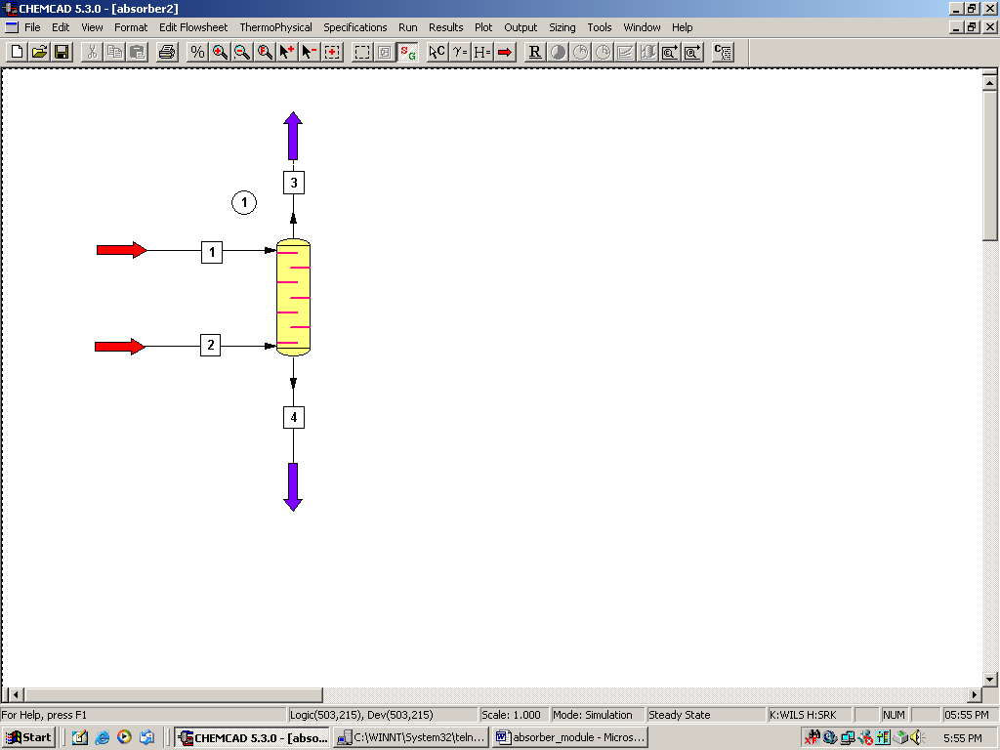 CHEMCAD 5.3.0 - [absorber2]
File Edit View Format Edit Flowsheet ThermoPhysical Specifications Run Results Plot Output Sizing Tools Window Help
% S G C γ= H= R C
3
1
1
2
4
For Help, press F1 Logic(503,215), Dev(503,215) Scale: 1.000 Mode: Simulation Steady State K:WILS H:SRK NUM 05:55 PM
Start CHEMCAD 5.3.0 - [abso... C:\WINNT\System32\teln... absorber_module - Micros... 5:55 PM